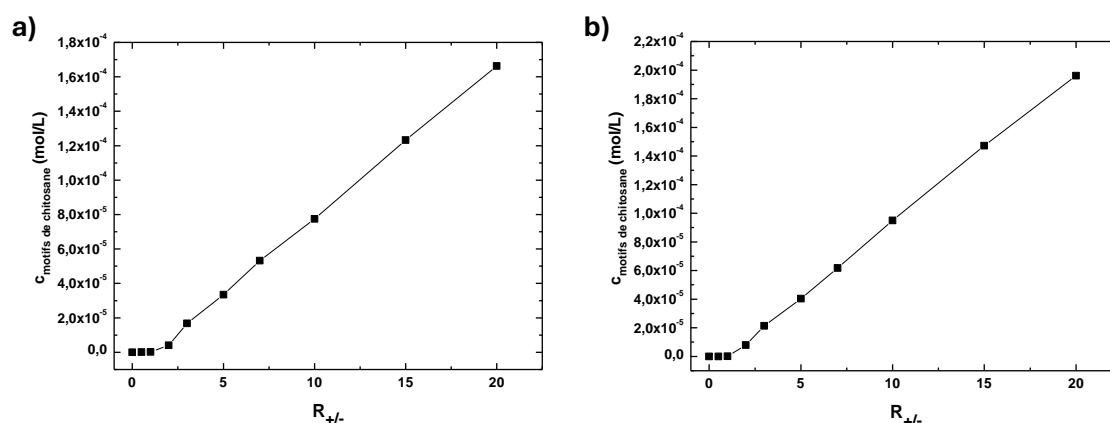 a)
c motifs de chitosane (mol/L)
1,8x10⁻⁴
1,6x10⁻⁴
1,4x10⁻⁴
1,2x10⁻⁴
1,0x10⁻⁴
8,0x10⁻⁵
6,0x10⁻⁵
4,0x10⁻⁵
2,0x10⁻⁵
0,0
0 5 10 15 20
R+/-
b)
c motifs de chitosane (mol/L)
2,2x10⁻⁴
2,0x10⁻⁴
1,8x10⁻⁴
1,6x10⁻⁴
1,4x10⁻⁴
1,2x10⁻⁴
1,0x10⁻⁴
8,0x10⁻⁵
6,0x10⁻⁵
4,0x10⁻⁵
2,0x10⁻⁵
0,0
0 5 10 15 20
R+/-